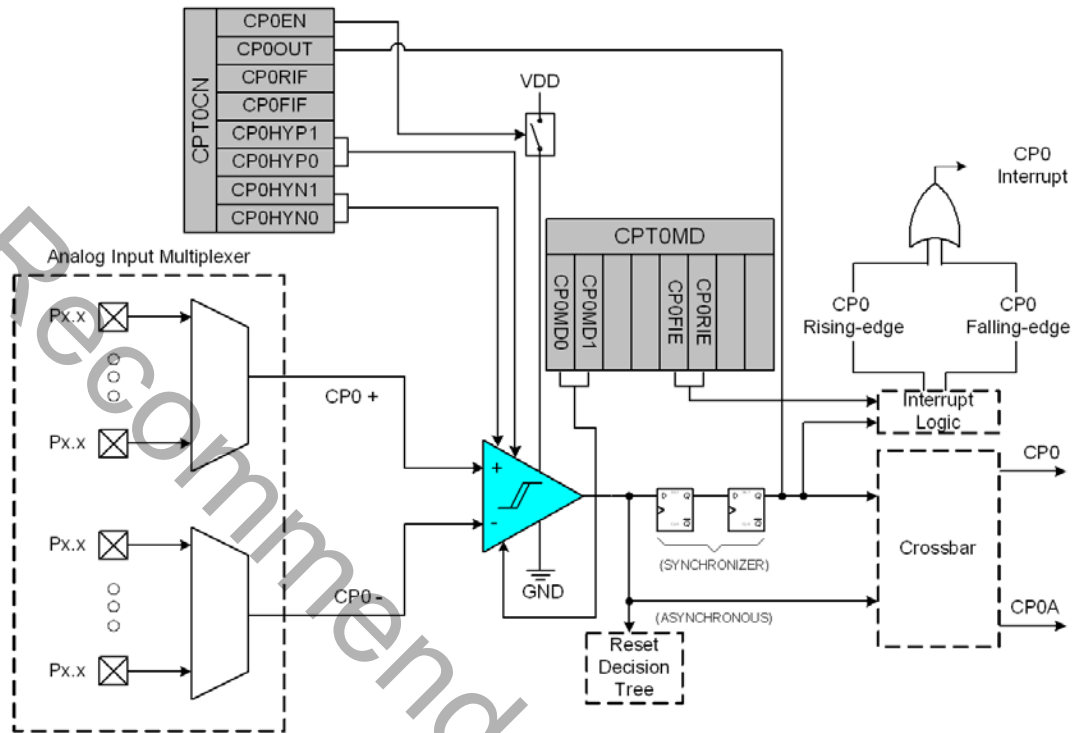 CP0EN
CP0OUT
CP0RIF
CP0FIF
CP0HYP1
CP0HYP0
CP0HYN1
CP0HYN0
CPT0CN
VDD
CPT0MD
CP0MD0
CP0MD1
CP0FIE
CP0RIE
CP0
Interrupt
CP0
Rising-edge
CP0
Falling-edge
Interrupt
Logic
Analog Input Multiplexer
Px.x
Px.x
Px.x
Px.x
CP0 +
CP0 -
+
-
GND
D
Q
D
Q
(SYNCHRONIZER)
(ASYNCHRONOUS)
Reset
Decision
Tree
Crossbar
CP0
CP0A
Recommend